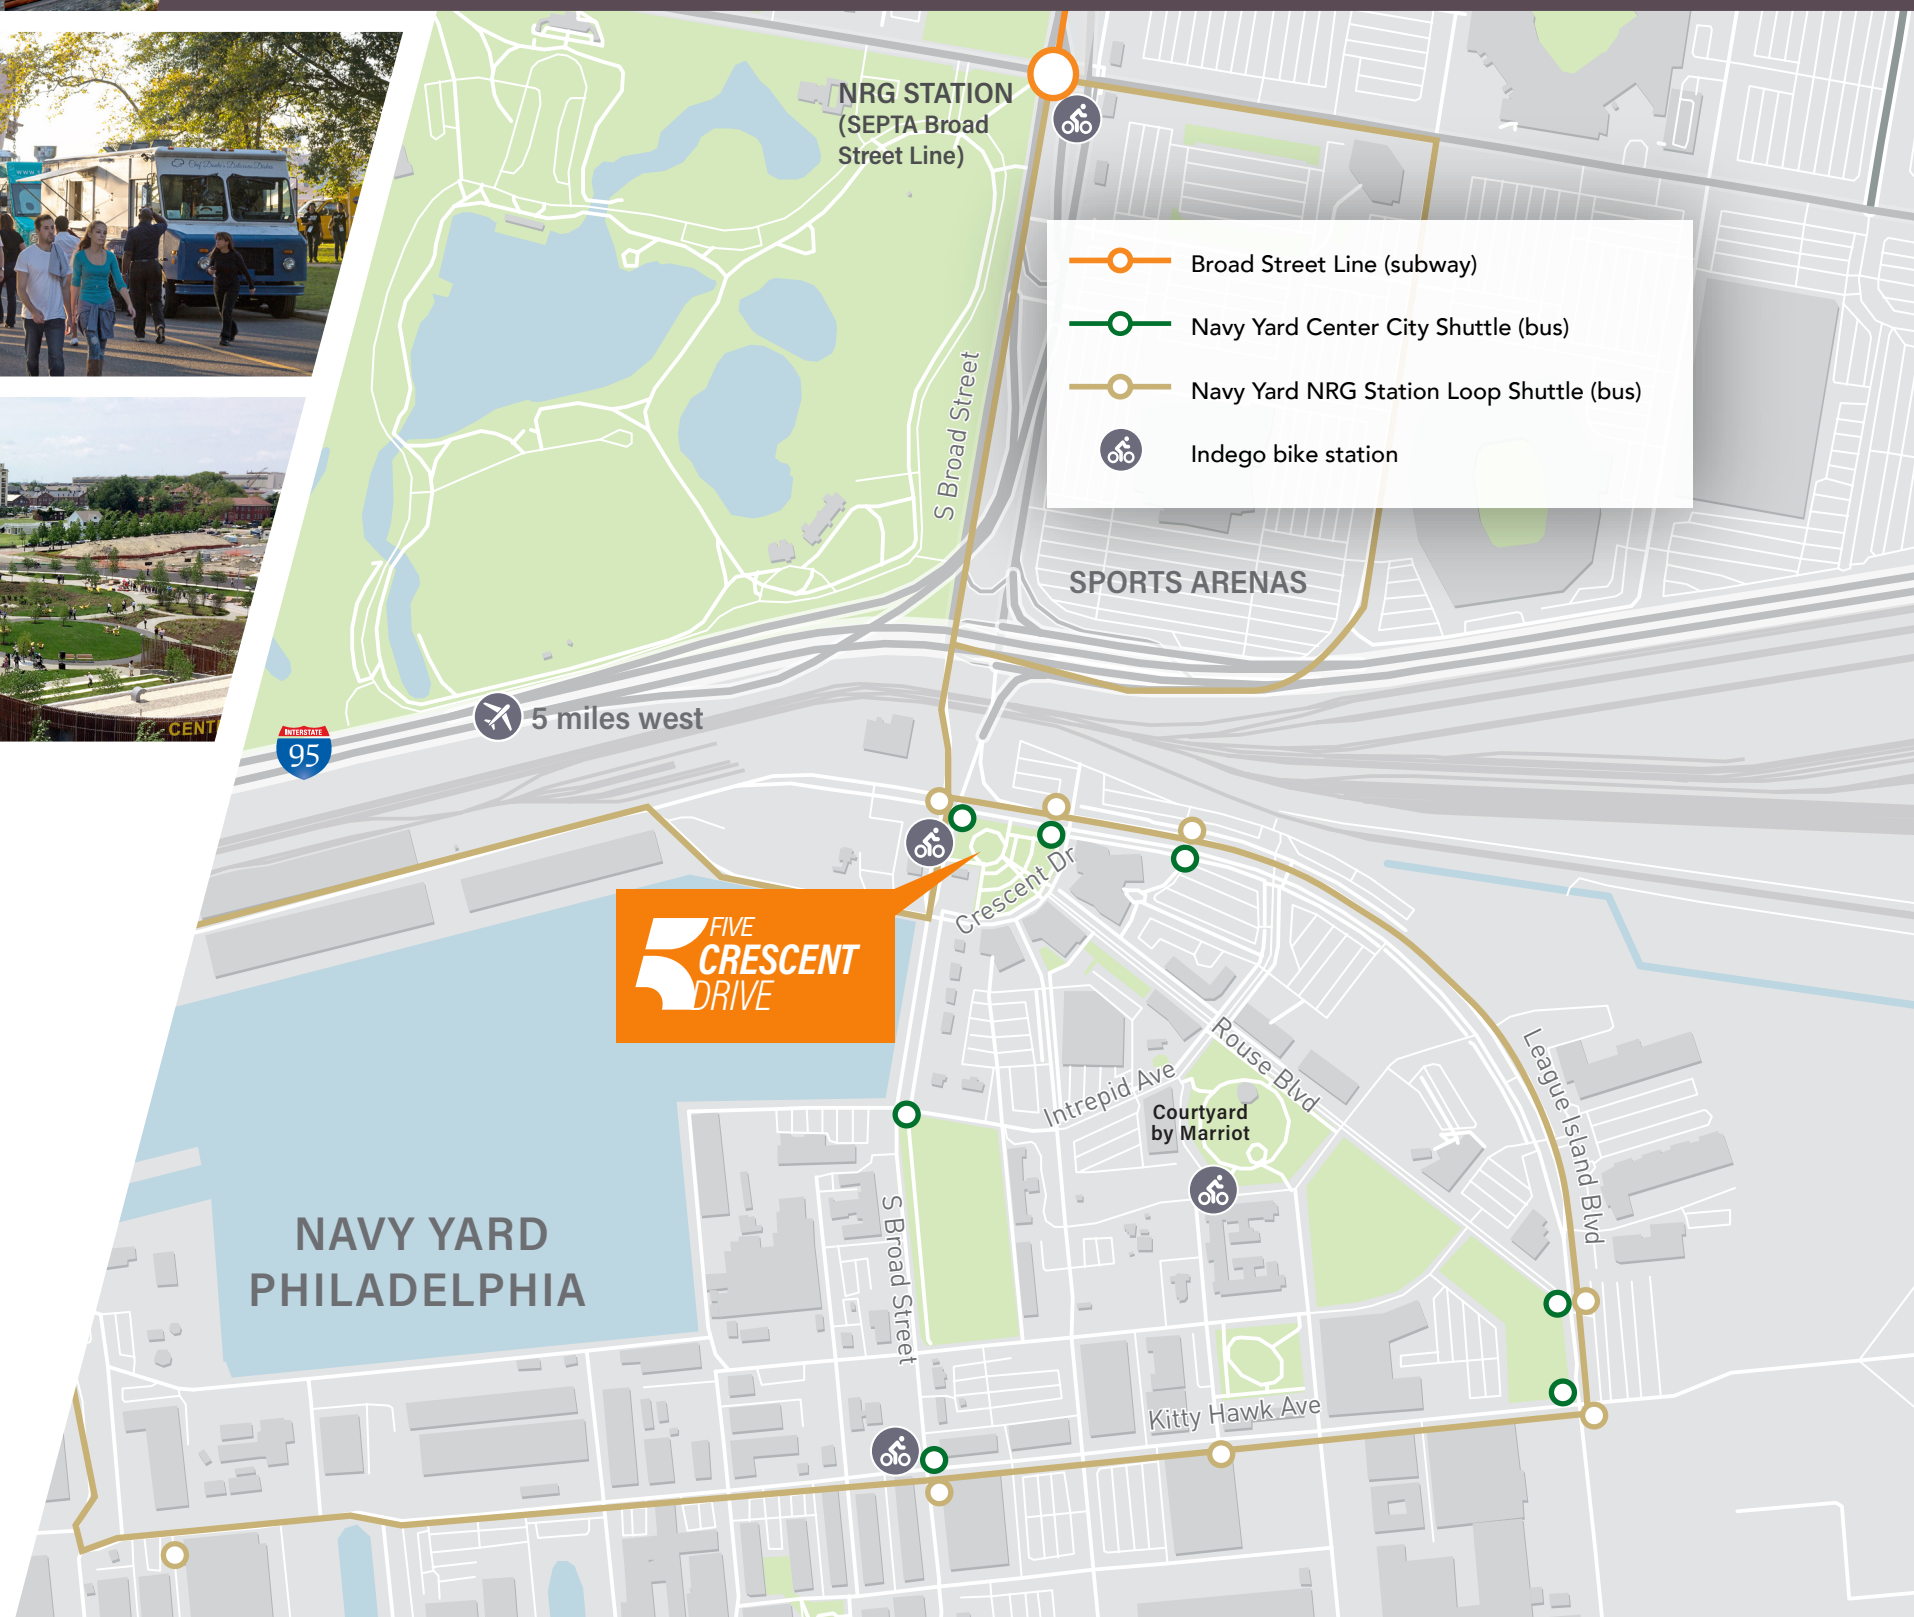 NRG STATION
(SEPTA Broad
Street Line)
Broad Street Line (subway)
Navy Yard Center City Shuttle (bus)
Navy Yard NRG Station Loop Shuttle (bus)
Indego bike station
S Broad Street
SPORTS ARENAS
5 miles west
INTERSTATE
95
CENT
Crescent Dr
FIVE
5 CRESCENT
DRIVE
Rouse Blvd
League Island Blvd
Intrepid Ave
Courtyard
by Marriot
NAVY YARD
PHILADELPHIA
S Broad Street
Kitty Hawk Ave